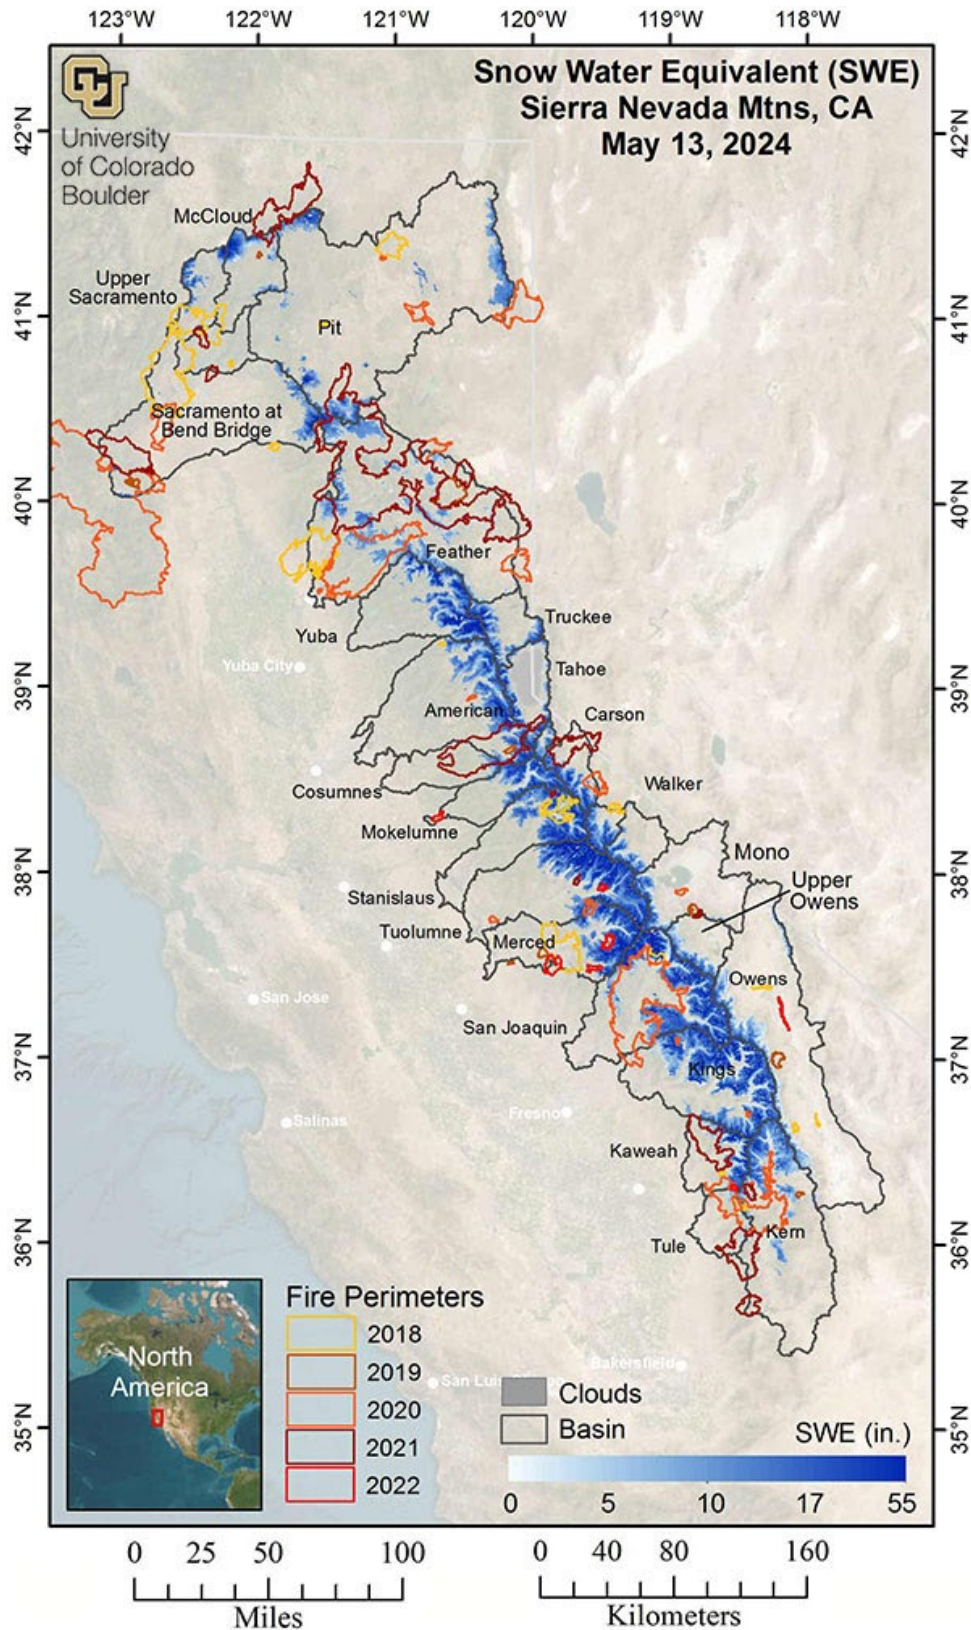 123°W 122°W 121°W 120°W 119°W 118°W
Snow Water Equivalent (SWE)
Sierra Nevada Mtns, CA
May 13, 2024
University
of Colorado
Boulder
42°N
42°N
McCloud
Upper
Sacramento
41°N
41°N
Pit
Sacramento at
Bend Bridge
40°N
40°N
Feather
Truckee
Yuba
Yuba City
Tahoe
39°N
39°N
American
Carson
Walker
Cosumnes
Mokelumne
Mono
38°N
38°N
Upper
Owens
Stanislaus
Tuolumne
Merced
Owens
San Jose
San Joaquin
37°N
37°N
Kings
Fresno
Salinas
Kaweah
36°N
36°N
Kern
Tule
North
America
Fire Perimeters
2018
2019
2020
2021
2022
Bakersfield
San Luis
Clouds
Basin
35°N
35°N
SWE (in.)
0 5 10 17 55
0 25 50 100
Miles
0 40 80 160
Kilometers